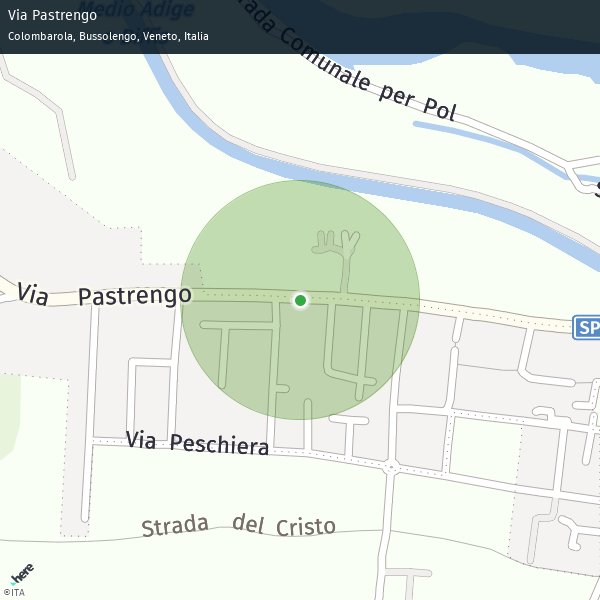 Via Pastrengo
Colombarola, Bussolengo, Veneto, Italia
Medio Adige
Strada Comunale per Pol
Via Pastrengo
SP
Via Peschiera
Strada del Cristo
here
©ITA